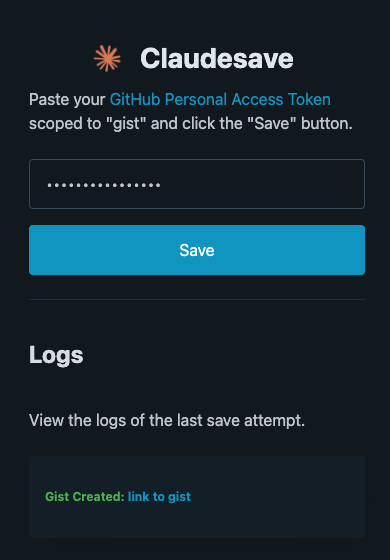 Claudesave
Paste your GitHub Personal Access Token
scoped to "gist" and click the "Save" button.
••••••••••••••••
Save
Logs
View the logs of the last save attempt.
Gist Created: link to gist